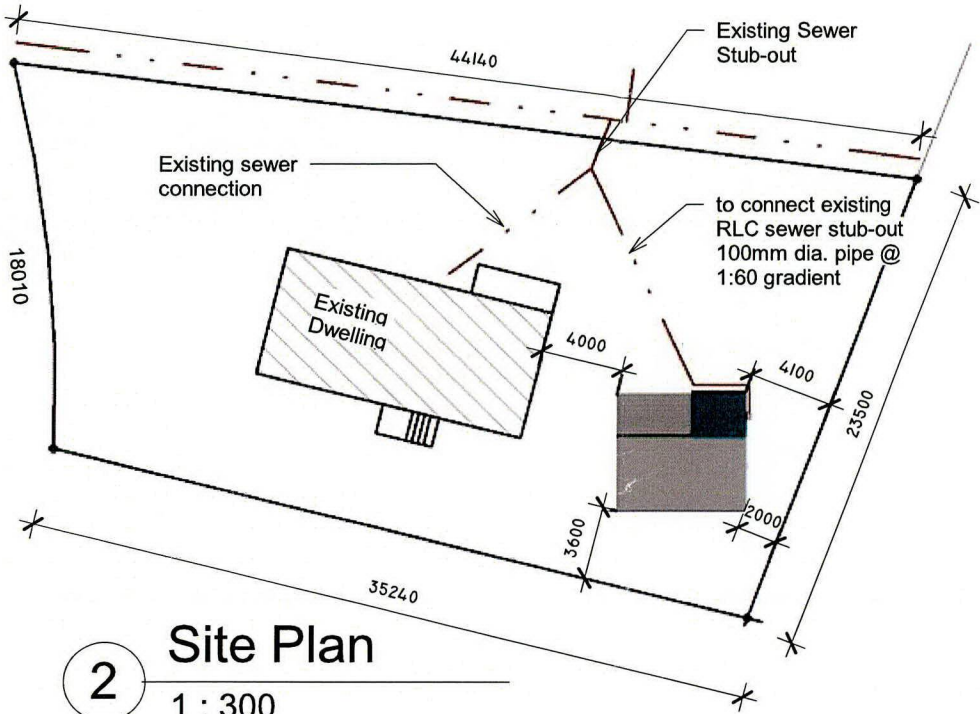 Existing Sewer
Stub-out
44140
Existing sewer
connection
to connect existing
RLC sewer stub-out
100mm dia. pipe @
1:60 gradient
18010
Existing
Dwelling
4000
4100
23500
2000
3600
35240
2
Site Plan
1 : 300